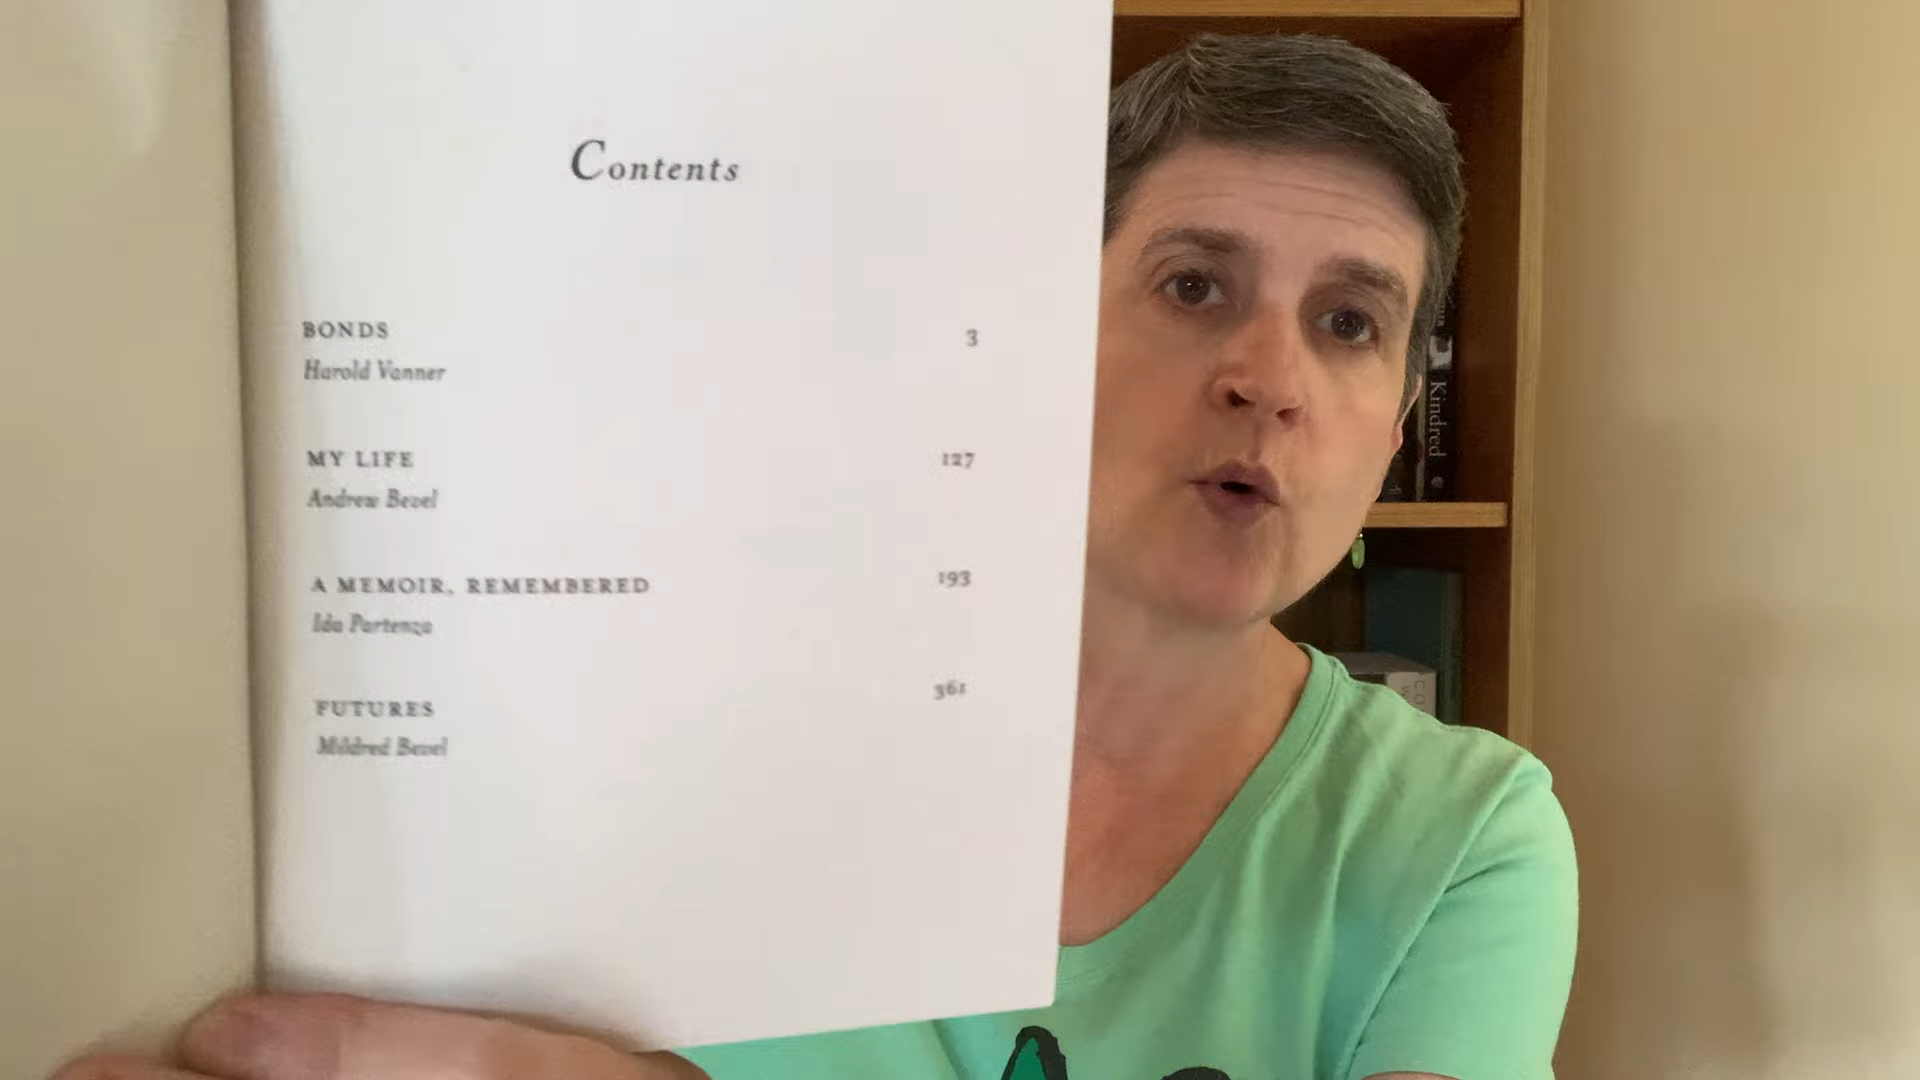 Contents
BONDS
3
Harold Vanner
MY LIFE
127
Andrew Bevel
A MEMOIR, REMEMBERED
193
Ida Partenza
FUTURES
361
Mildred Bevel
Kindred